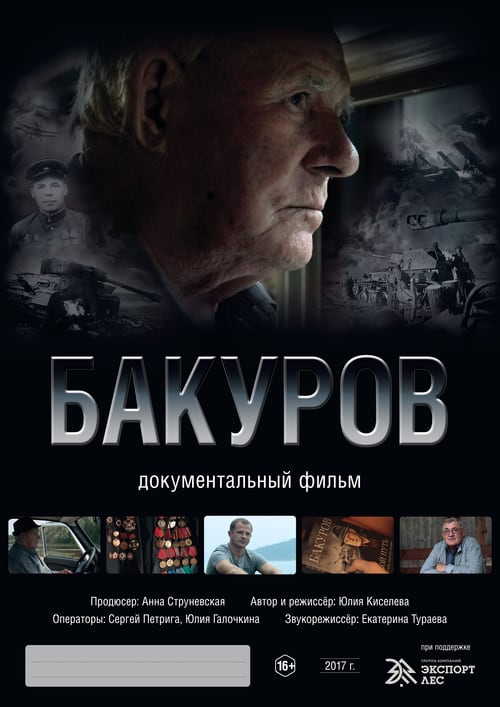 БАКУРОВ
документальный фильм
БАКУРОВ
Продюсер: Анна Струневская Автор и режиссёр: Юлия Киселева
Операторы: Сергей Петрига, Юлия Галочкина Звукорежиссёр: Екатерина Тураева
при поддержке
16+ 2017 г. ГРУППА КОМПАНИЙ
ЭКСПОРТ
ЛЕС